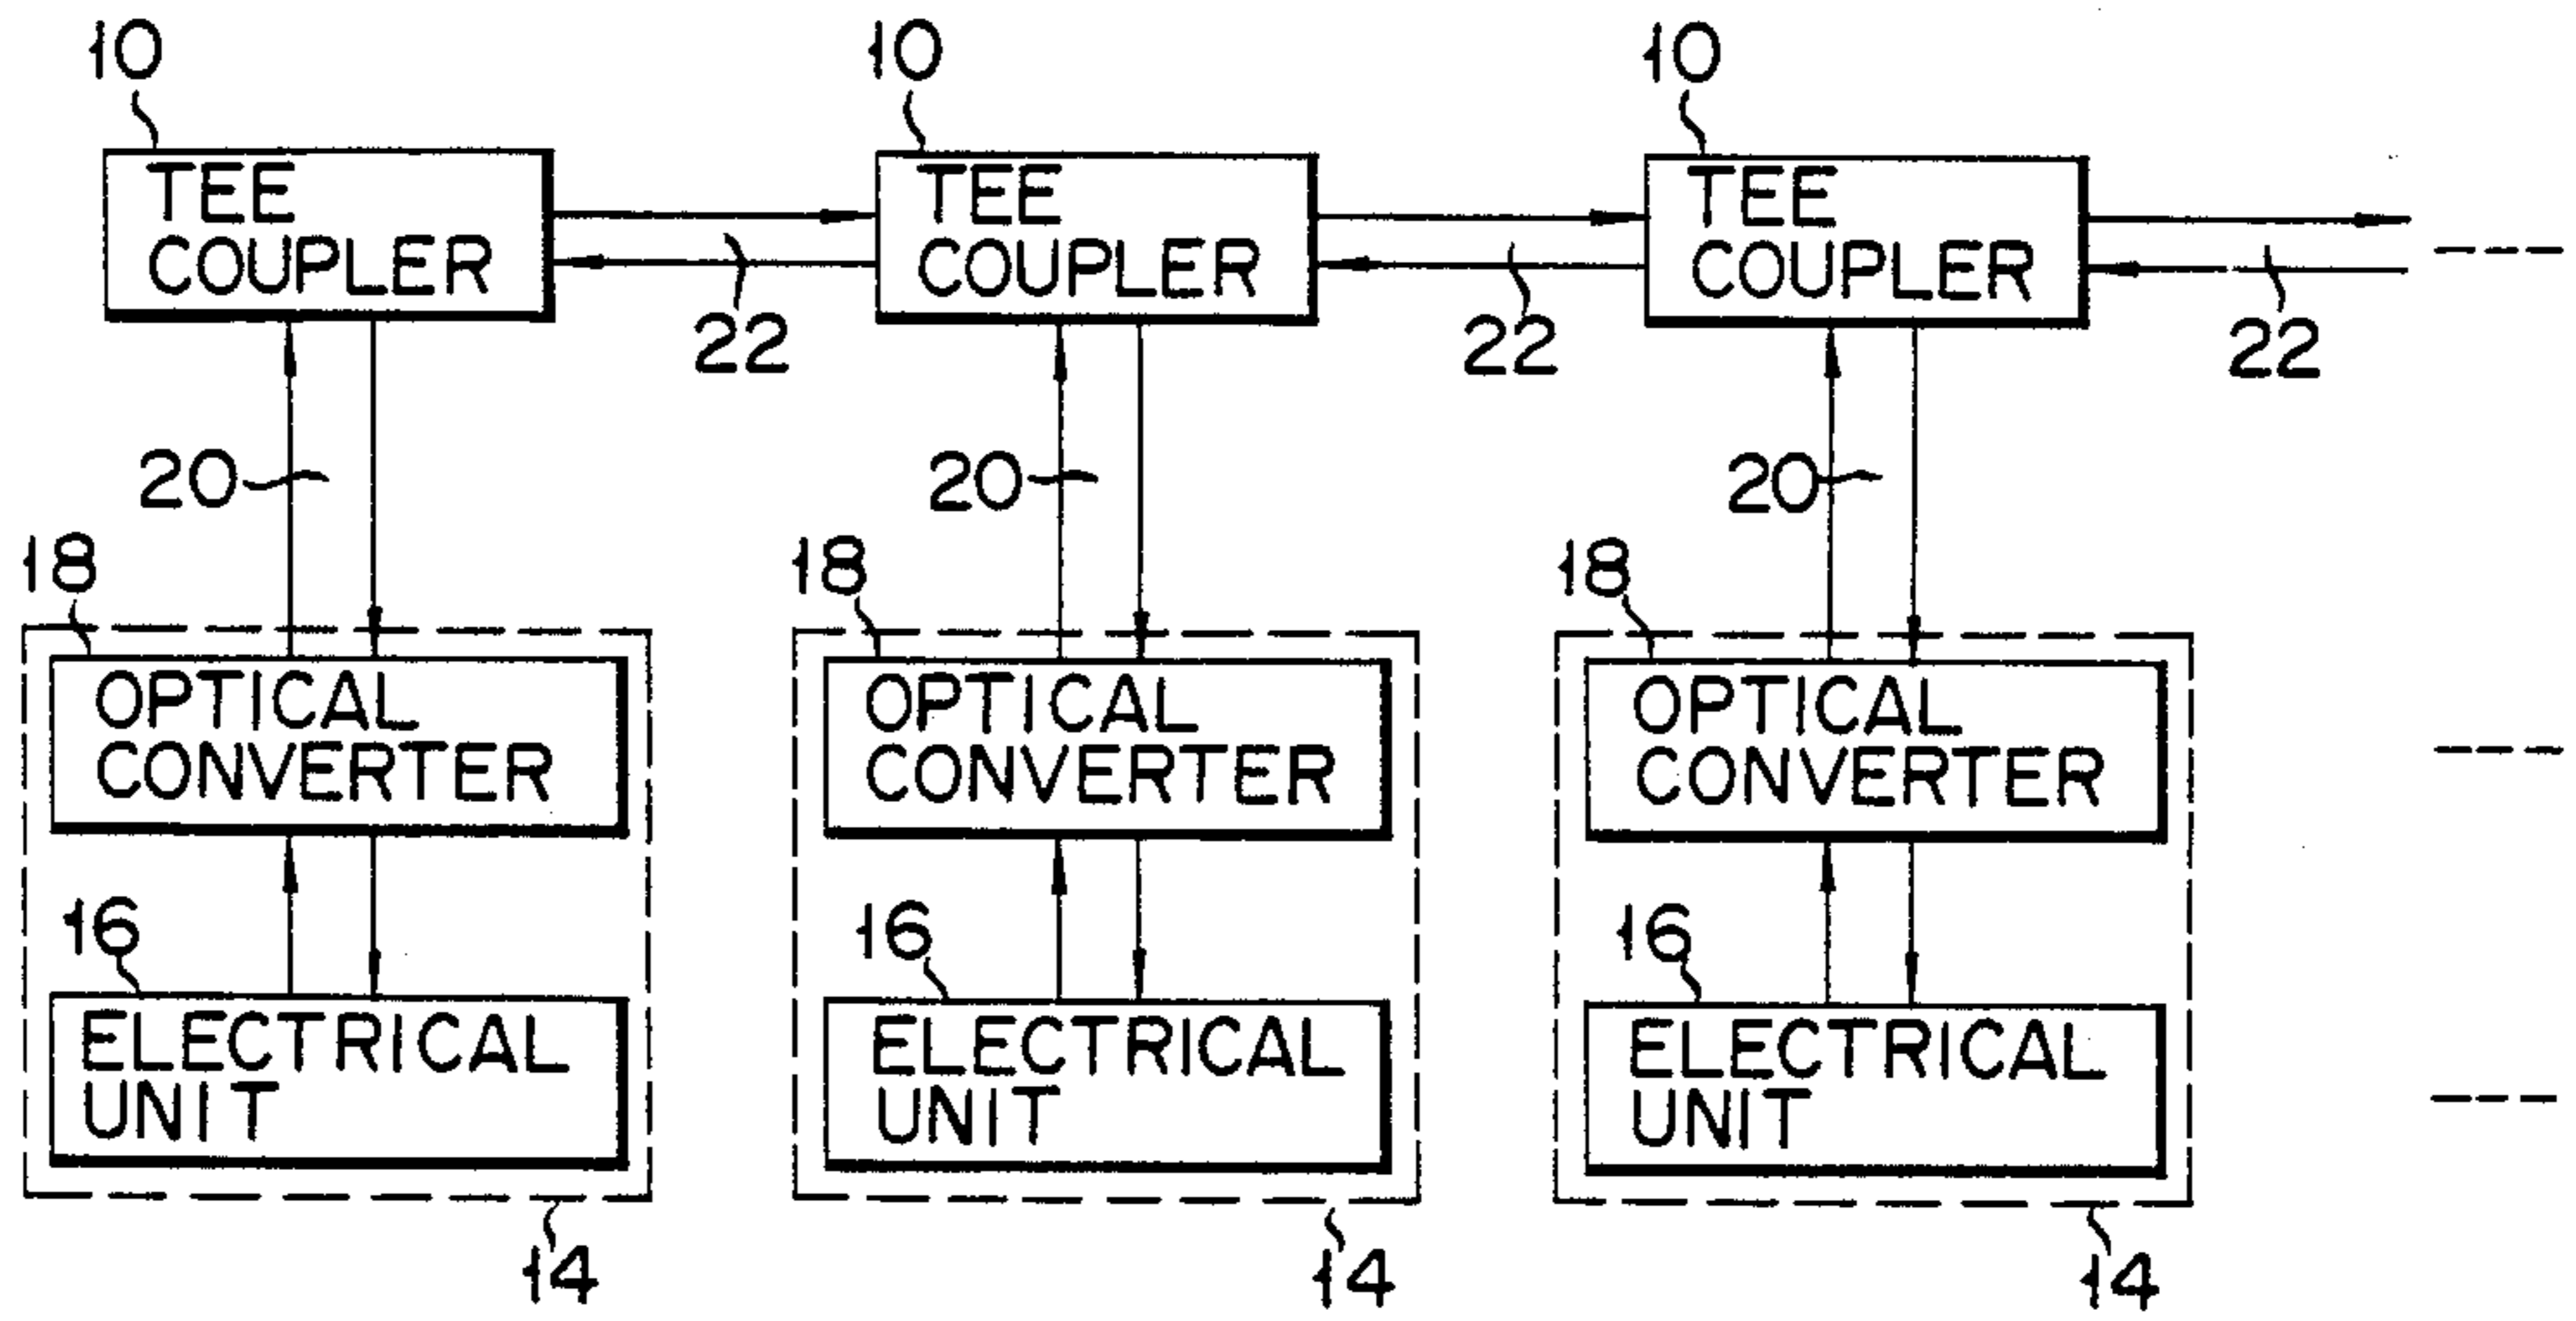 10 10 10
TEE TEE TEE
COUPLER COUPLER COUPLER
22 22 22
20 20 20
18 18 18
OPTICAL OPTICAL OPTICAL
CONVERTER CONVERTER CONVERTER
16 16 16
ELECTRICAL ELECTRICAL ELECTRICAL
UNIT UNIT UNIT
14 14 14